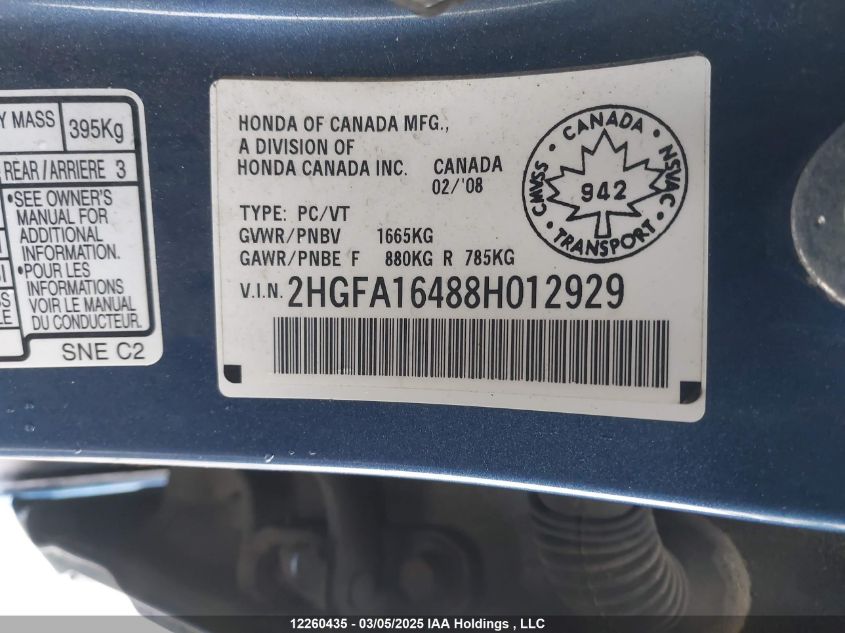 Y MASS 395Kg
REAR/ARRIERE 3
•SEE OWNER'S
MANUAL FOR
ADDITIONAL
INFORMATION.
•POUR LES
INFORMATIONS
VOIR LE MANUAL
DU CONDUCTEUR.
SNE C2
HONDA OF CANADA MFG.,
A DIVISION OF
HONDA CANADA INC. CANADA
02/'08
TYPE: PC/VT
GVWR/PNBV 1665KG
GAWR/PNBE F 880KG R 785KG
V.I.N. 2HGFA16488H012929
CANADA
CMVSS 942 NSVAC
TRANSPORT
12260435 - 03/05/2025 IAA Holdings , LLC